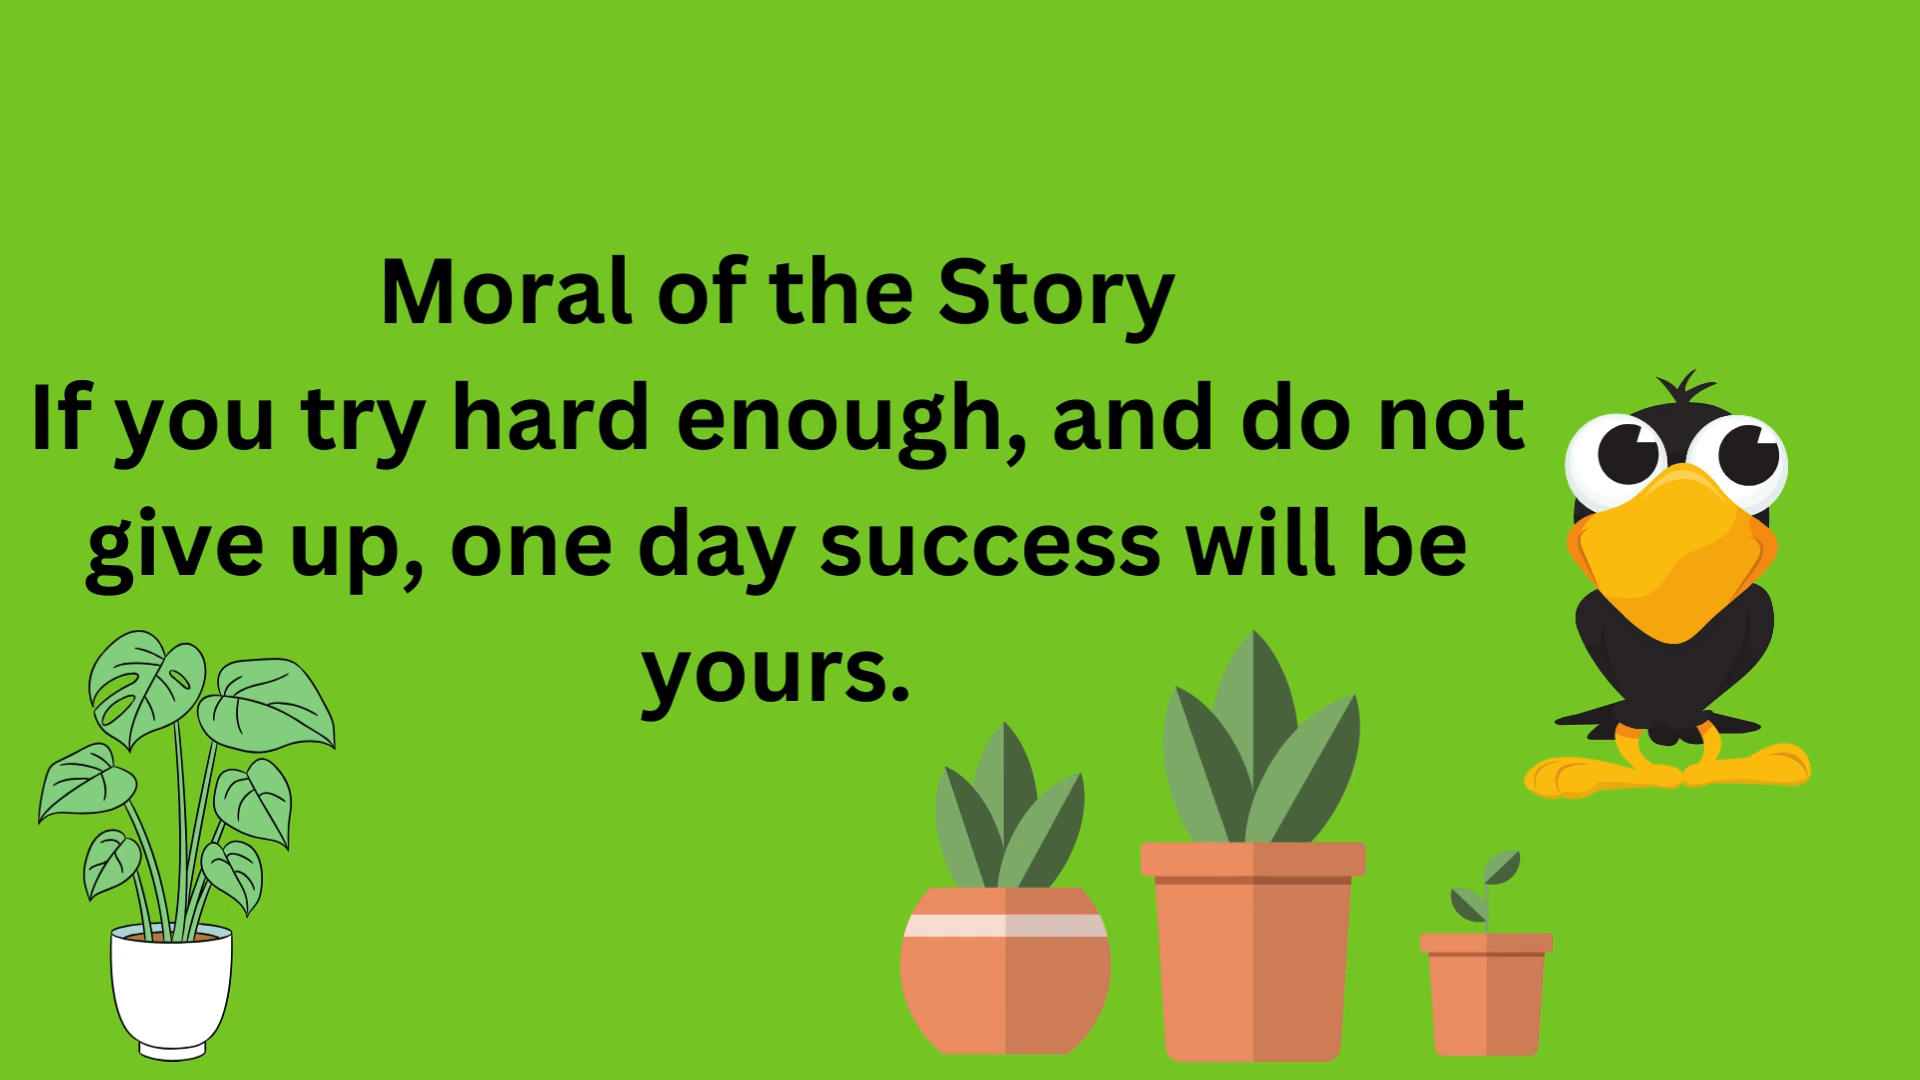 Moral of the Story
If you try hard enough, and do not
give up, one day success will be
yours.